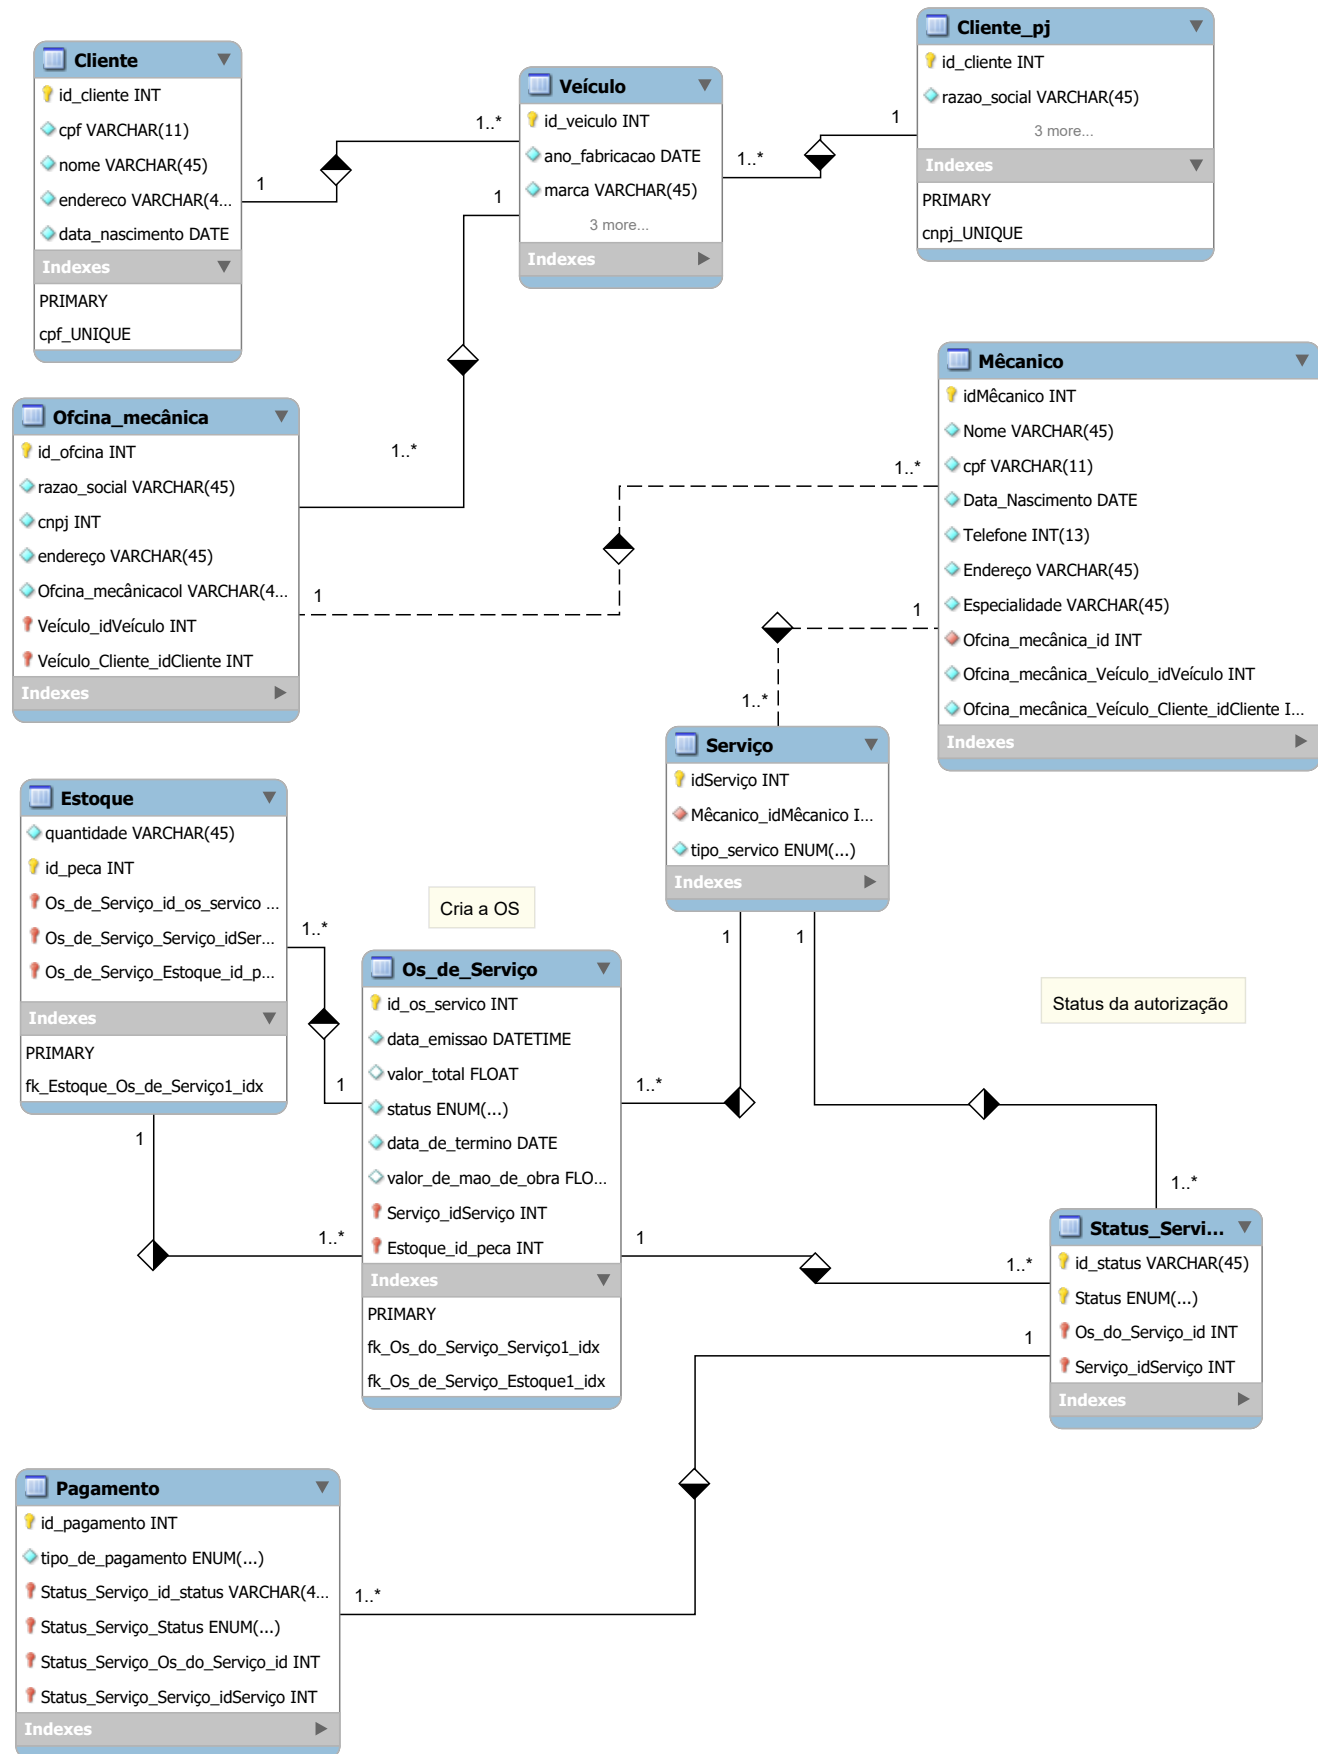 Cliente
id_cliente INT
cpf VARCHAR(11)
nome VARCHAR(45)
endereco VARCHAR(4...
data_nascimento DATE
Indexes
PRIMARY
cpf_UNIQUE
1
1..*
Veículo
id_veiculo INT
ano_fabricacao DATE
marca VARCHAR(45)
3 more...
Indexes
1..*
1
Cliente_pj
id_cliente INT
razao_social VARCHAR(45)
3 more...
Indexes
PRIMARY
cnpj_UNIQUE
1
1..*
Ofcina_mecânica
id_ofcina INT
razao_social VARCHAR(45)
cnpj INT
endereço VARCHAR(45)
Ofcina_mecânicacol VARCHAR(4...
Veículo_idVeículo INT
Veículo_Cliente_idCliente INT
Indexes
1
1..*
Mêcanico
idMêcanico INT
Nome VARCHAR(45)
cpf VARCHAR(11)
Data_Nascimento DATE
Telefone INT(13)
Endereço VARCHAR(45)
Especialidade VARCHAR(45)
Ofcina_mecânica_id INT
Ofcina_mecânica_Veículo_idVeículo INT
Ofcina_mecânica_Veículo_Cliente_idCliente I...
Indexes
1
1..*
Serviço
idServiço INT
Mêcanico_idMêcanico I...
tipo_servico ENUM(...)
Indexes
1
1
Estoque
quantidade VARCHAR(45)
id_peca INT
Os_de_Serviço_id_os_servico ...
Os_de_Serviço_Serviço_idSer...
Os_de_Serviço_Estoque_id_p...
Indexes
PRIMARY
fk_Estoque_Os_de_Serviço1_idx
1..*
1
1
1..*
Cria a OS
Os_de_Serviço
id_os_servico INT
data_emissao DATETIME
valor_total FLOAT
status ENUM(...)
data_de_termino DATE
valor_de_mao_de_obra FLO...
Serviço_idServiço INT
Estoque_id_peca INT
Indexes
PRIMARY
fk_Os_do_Serviço_Serviço1_idx
fk_Os_de_Serviço_Estoque1_idx
1..*
1
Status da autorização
1..*
1..*
1
Status_Servi...
id_status VARCHAR(45)
Status ENUM(...)
Os_do_Serviço_id INT
Serviço_idServiço INT
Indexes
Pagamento
id_pagamento INT
tipo_de_pagamento ENUM(...)
Status_Serviço_id_status VARCHAR(4...
Status_Serviço_Status ENUM(...)
Status_Serviço_Os_do_Serviço_id INT
Status_Serviço_Serviço_idServiço INT
Indexes
1..*